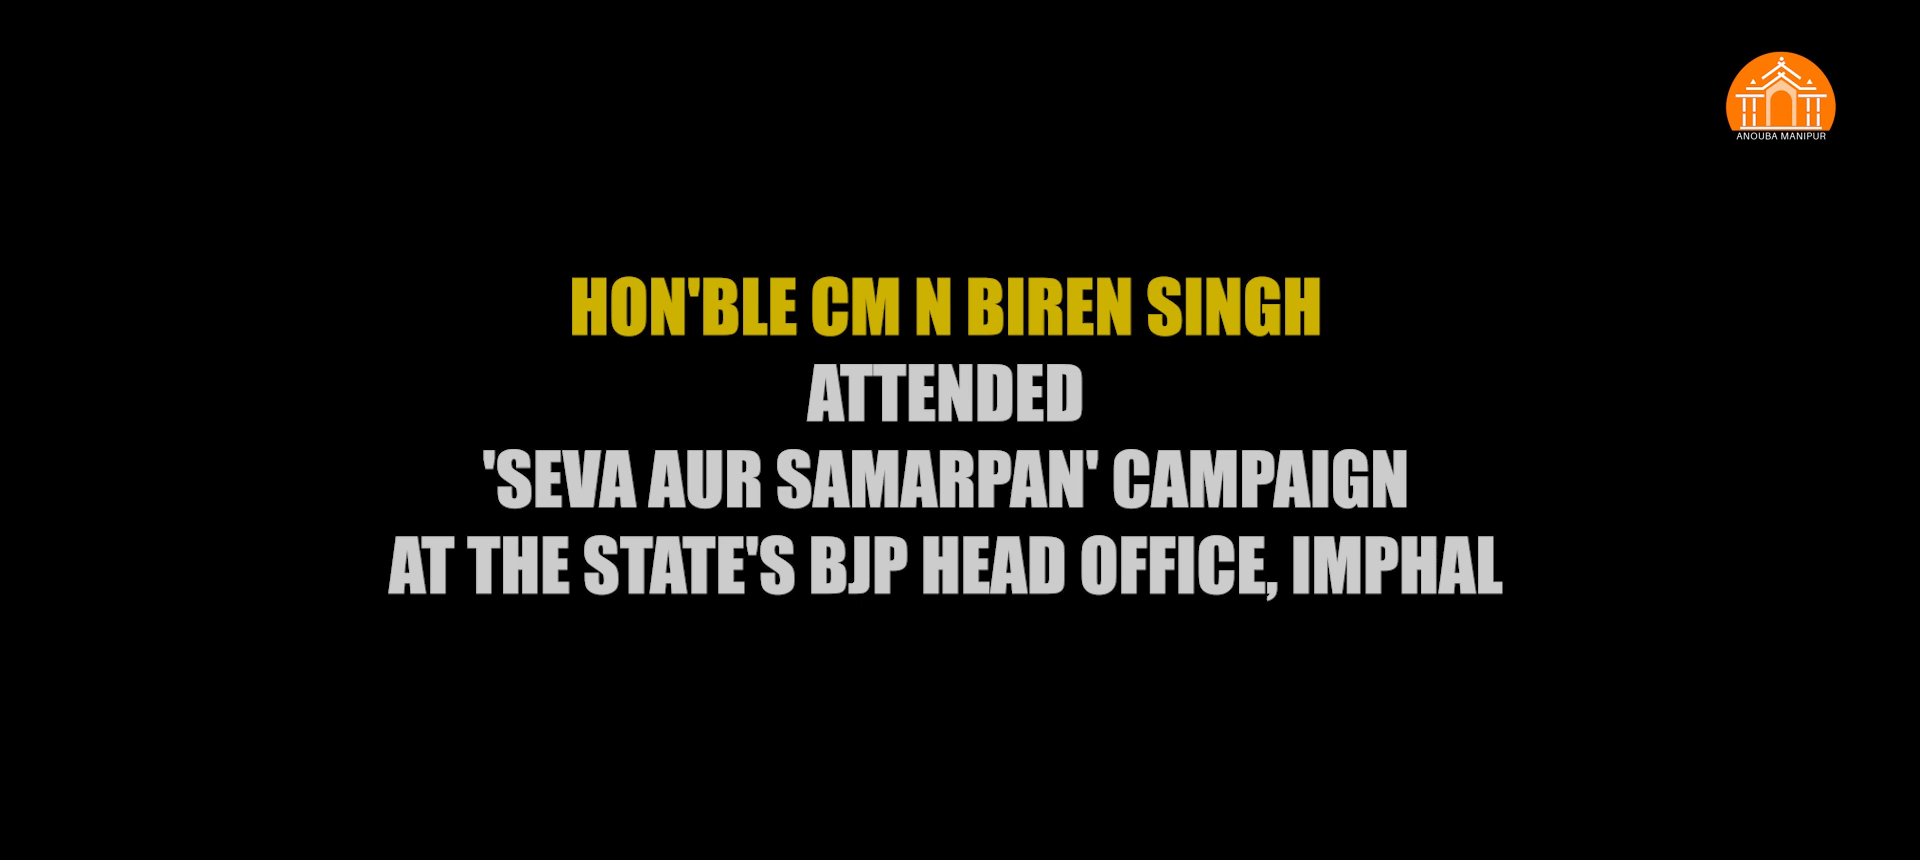 ANOUBA MANIPUR
HON'BLE CM N BIREN SINGH
ATTENDED
'SEVA AUR SAMARPAN' CAMPAIGN
AT THE STATE'S BJP HEAD OFFICE, IMPHAL